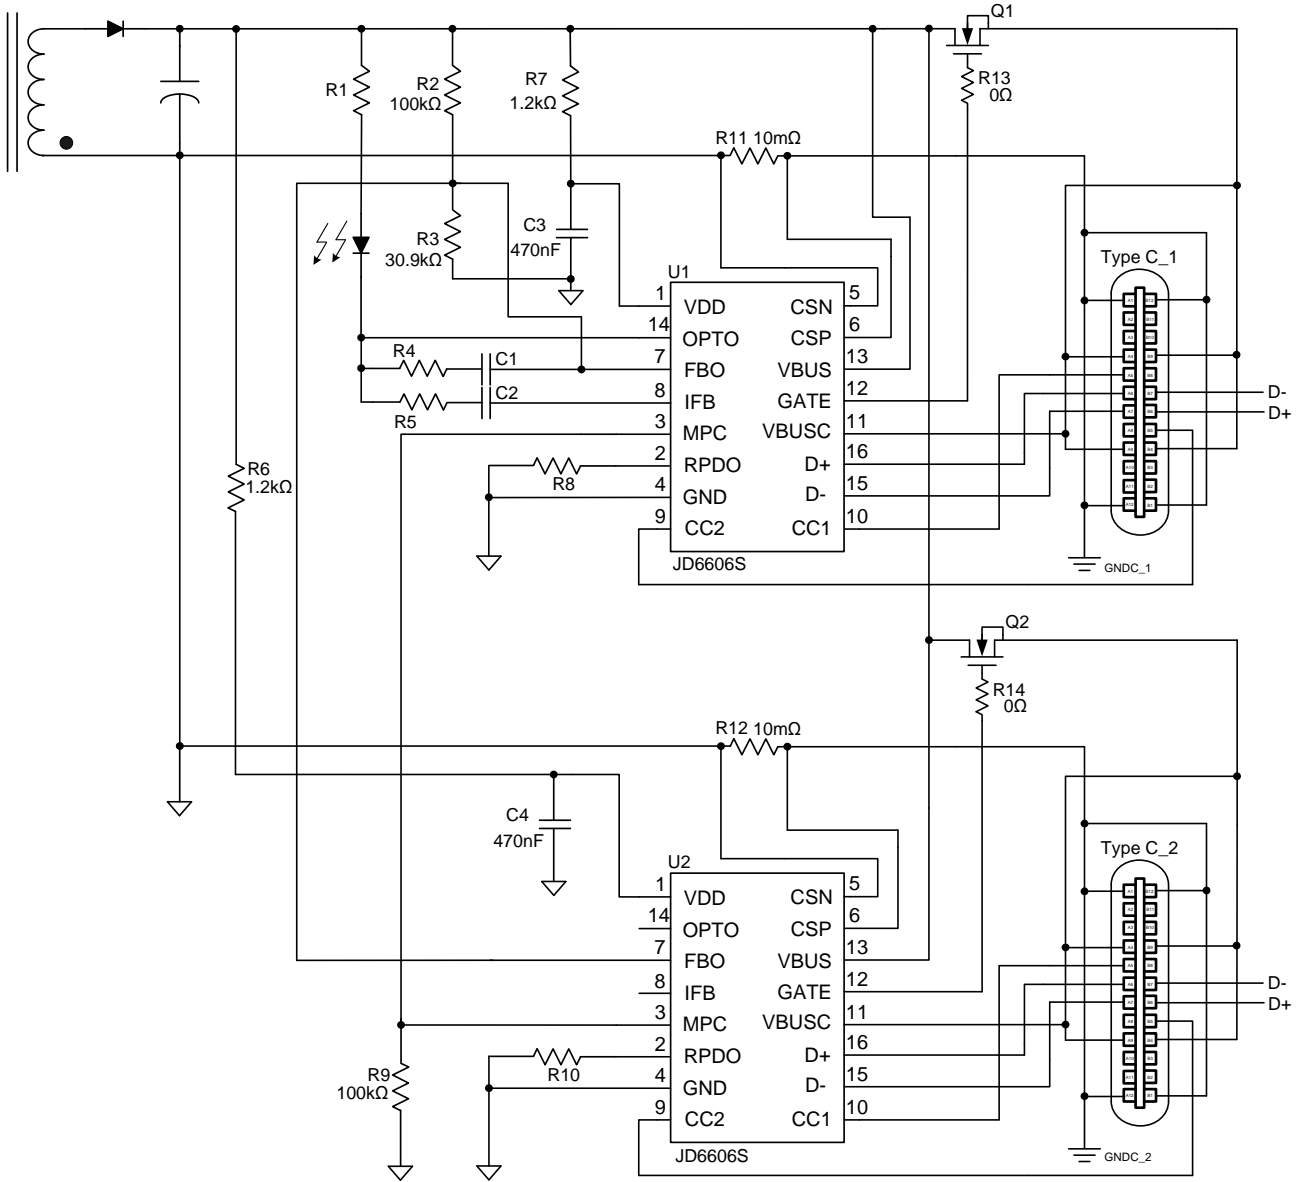 Q1
R1
R2
100kΩ
R7
1.2kΩ
R13
0Ω
R11 10mΩ
R3
30.9kΩ
C3
470nF
Type C_1
U1
1 VDD CSN 5
14 OPTO CSP 6
7 FBO VBUS 13
8 IFB GATE 12
3 MPC VBUSC 11
2 RPDO D+ 16
4 GND D- 15
9 CC2 CC1 10
JD6606S
R4
C1
C2
R5
R6
1.2kΩ
R8
D-
D+
GNDC_1
Q2
R14
0Ω
R12 10mΩ
C4
470nF
Type C_2
U2
1 VDD CSN 5
14 OPTO CSP 6
7 FBO VBUS 13
8 IFB GATE 12
3 MPC VBUSC 11
2 RPDO D+ 16
4 GND D- 15
9 CC2 CC1 10
JD6606S
R9
100kΩ
R10
D-
D+
GNDC_2